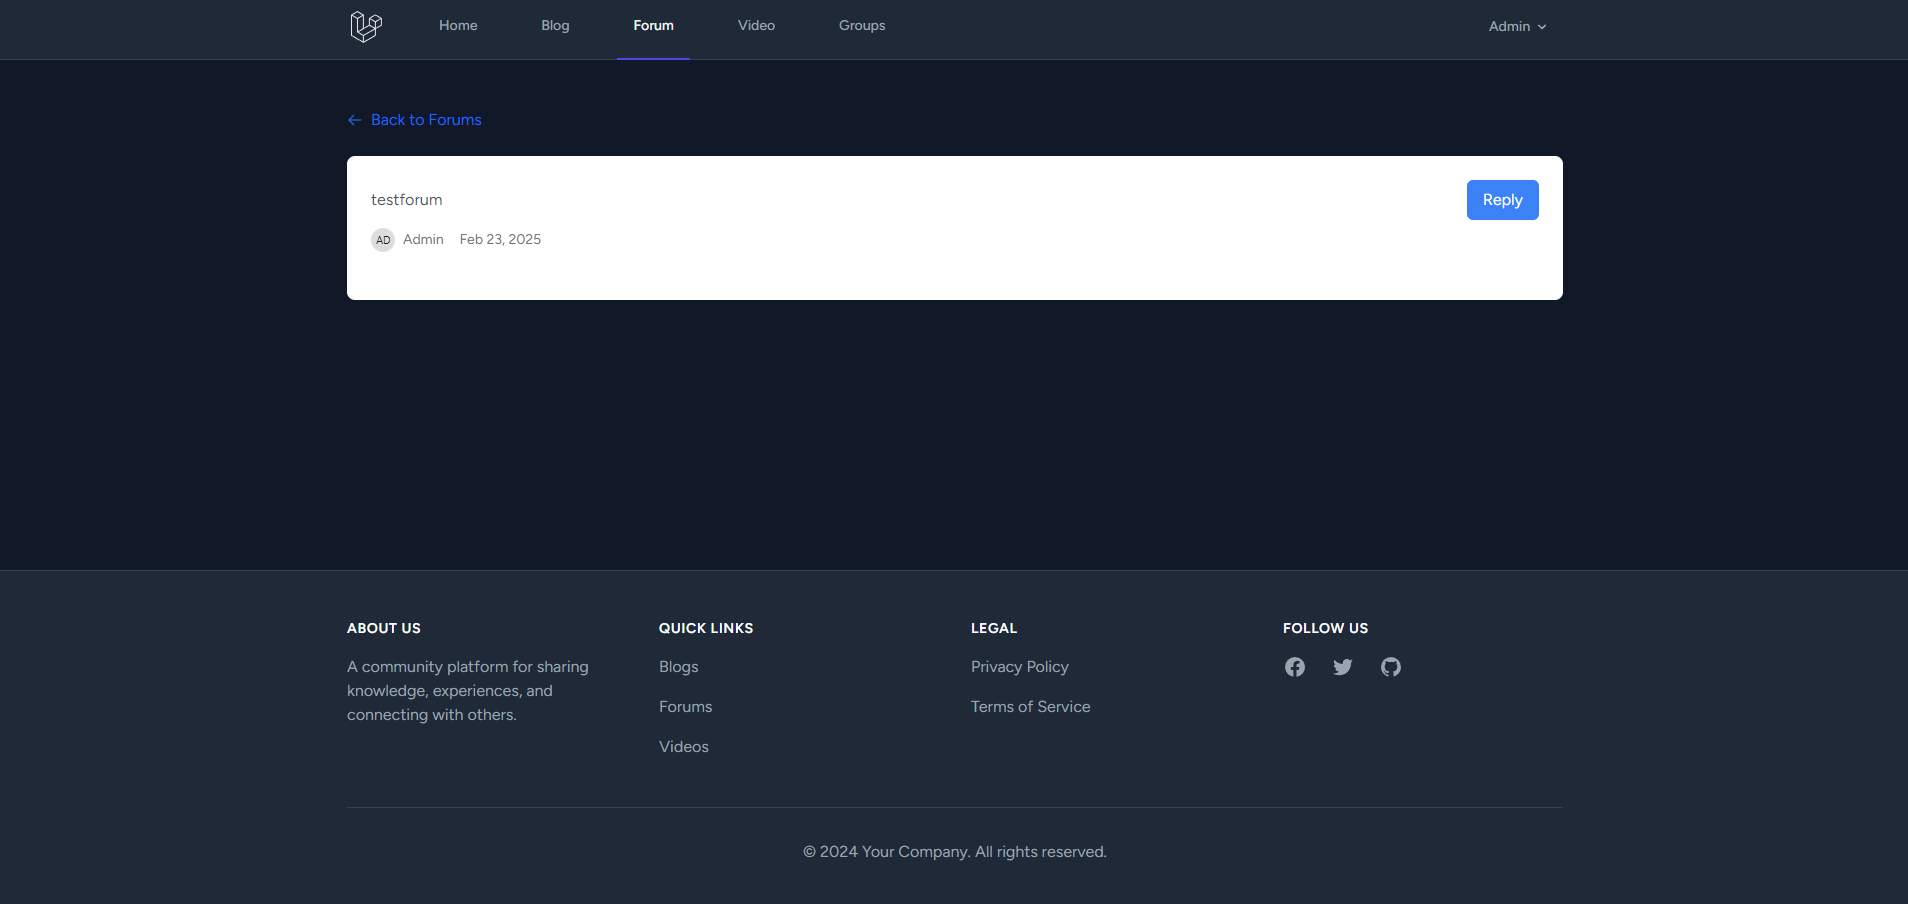 Home Blog Forum Video Groups Admin
Back to Forums
testforum Reply
AD Admin Feb 23, 2025
ABOUT US
A community platform for sharing
knowledge, experiences, and
connecting with others.
QUICK LINKS
Blogs
Forums
Videos
LEGAL
Privacy Policy
Terms of Service
FOLLOW US
© 2024 Your Company. All rights reserved.